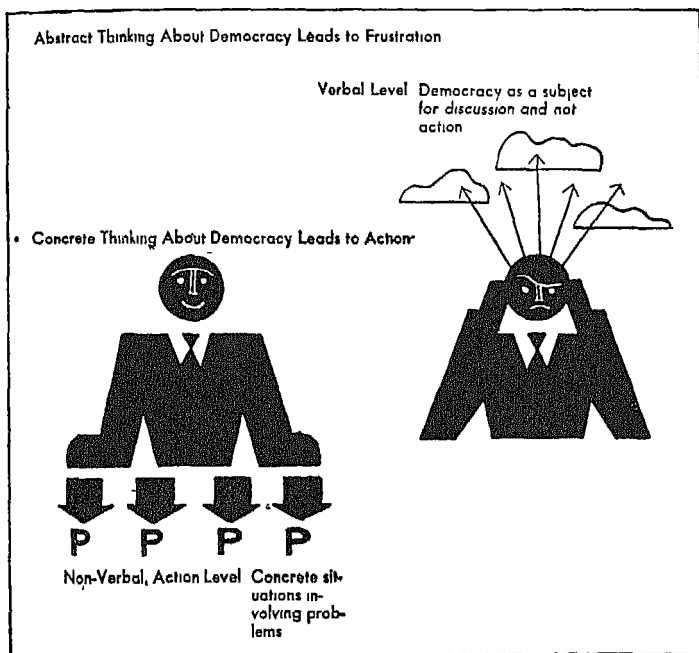 Abstract Thinking About Democracy Leads to Frustration
Verbal Level Democracy as a subject
for discussion and not
action
• Concrete Thinking About Democracy Leads to Action
P P P P
Non-Verbal, Action Level Concrete sit-
uations in-
volving prob-
lems